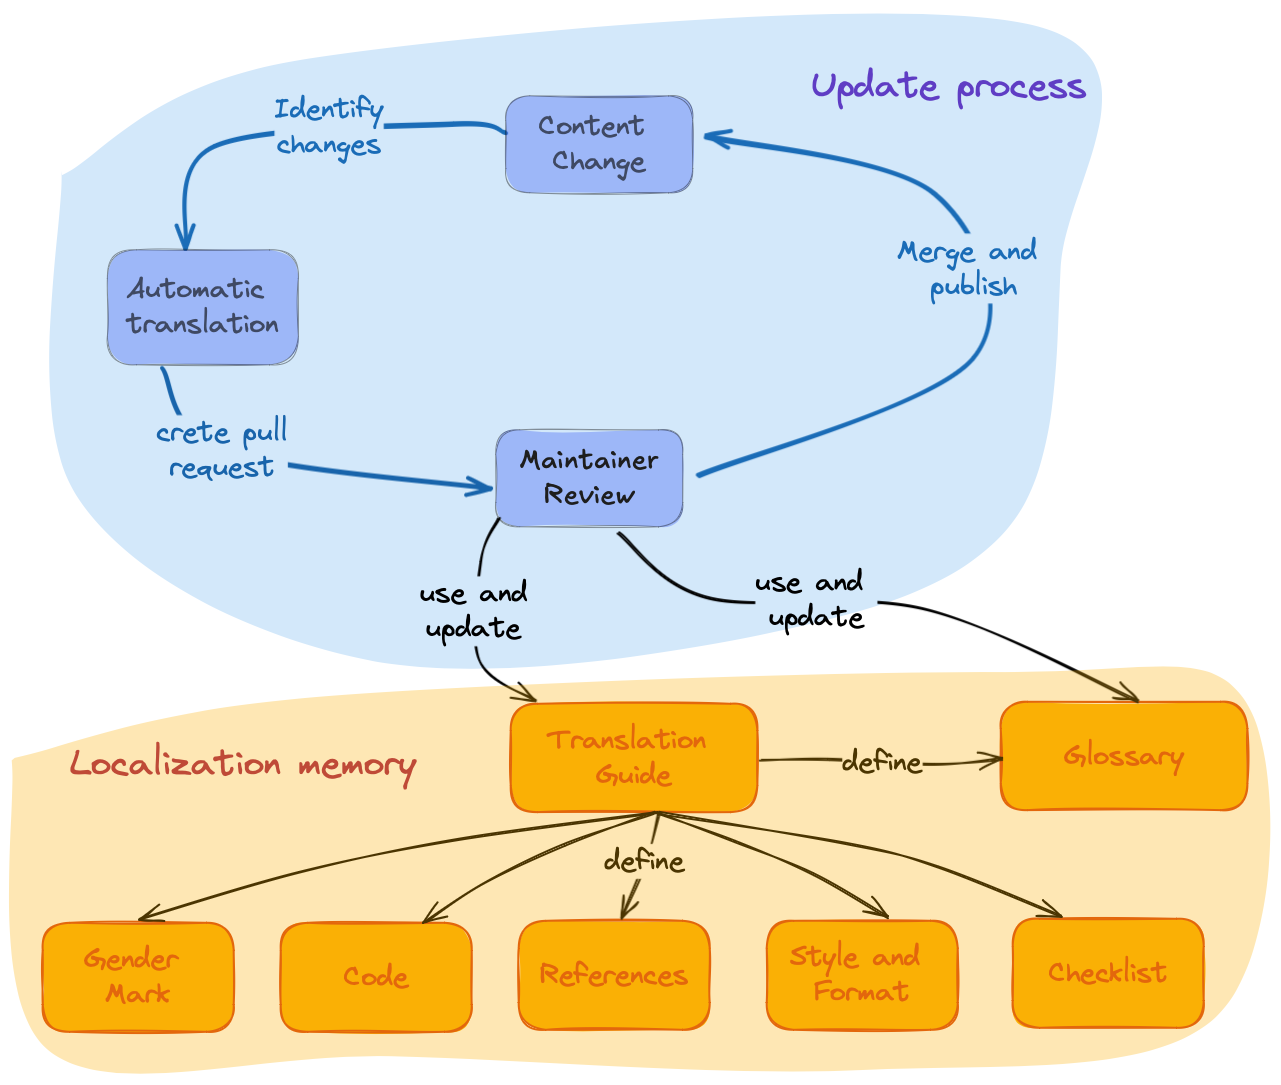 Update process
Identify
changes
Content
Change
Merge and
publish
Automatic
translation
crete pull
request
Maintainer
Review
use and
update
use and
update
Localization memory
Translation
Guide
define
Glossary
define
Gender
Mark
Code
References
Style and
Format
Checklist